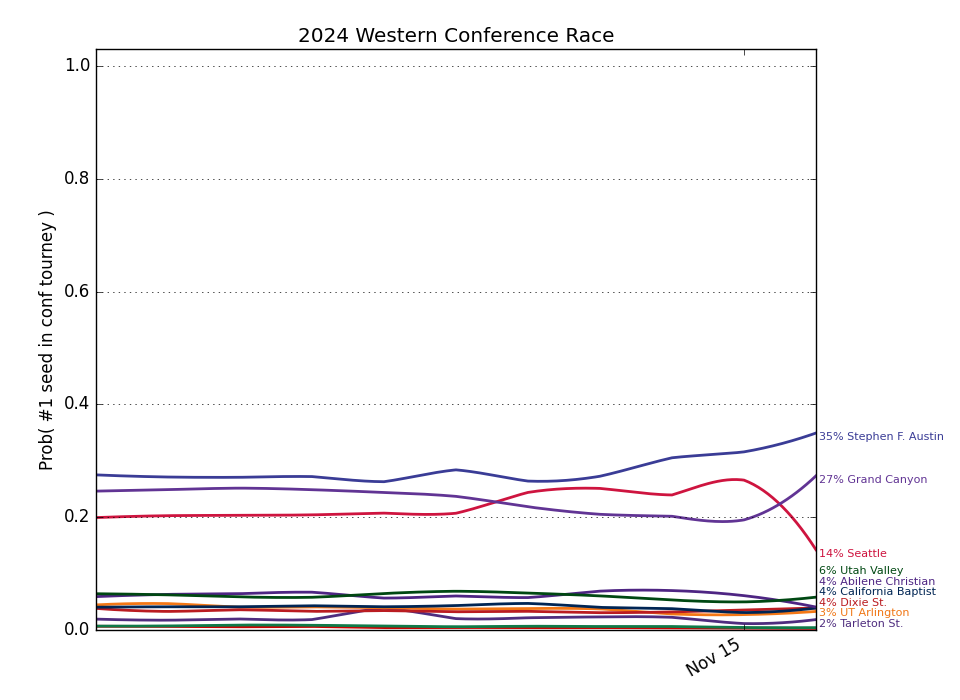 2024 Western Conference Race
Prob( #1 seed in conf tourney )
1.0
0.8
0.6
0.4
0.2
0.0
35% Stephen F. Austin
27% Grand Canyon
14% Seattle
6% Utah Valley
4% Abilene Christian
4% California Baptist
4% Dixie St.
3% UT Arlington
2% Tarleton St.
Nov 15